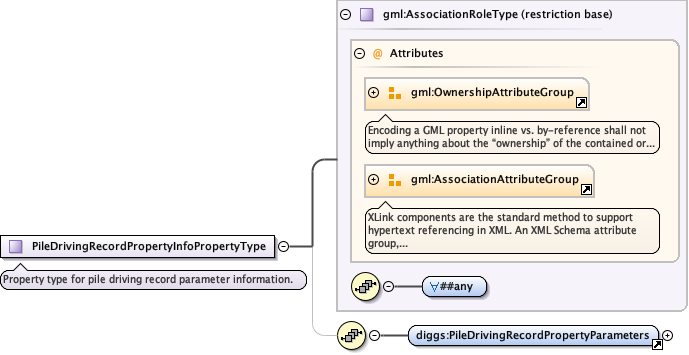 gml:AssociationRoleType (restriction base)
@ Attributes
gml:OwnershipAttributeGroup
Encoding a GML property inline vs. by-reference shall not
imply anything about the “ownership” of the contained or...
gml:AssociationAttributeGroup
XLink components are the standard method to support
hypertext referencing in XML. An XML Schema attribute
group,...
PileDrivingRecordPropertyInfoPropertyType
Property type for pile driving record parameter information.
∀##any
diggs:PileDrivingRecordPropertyParameters